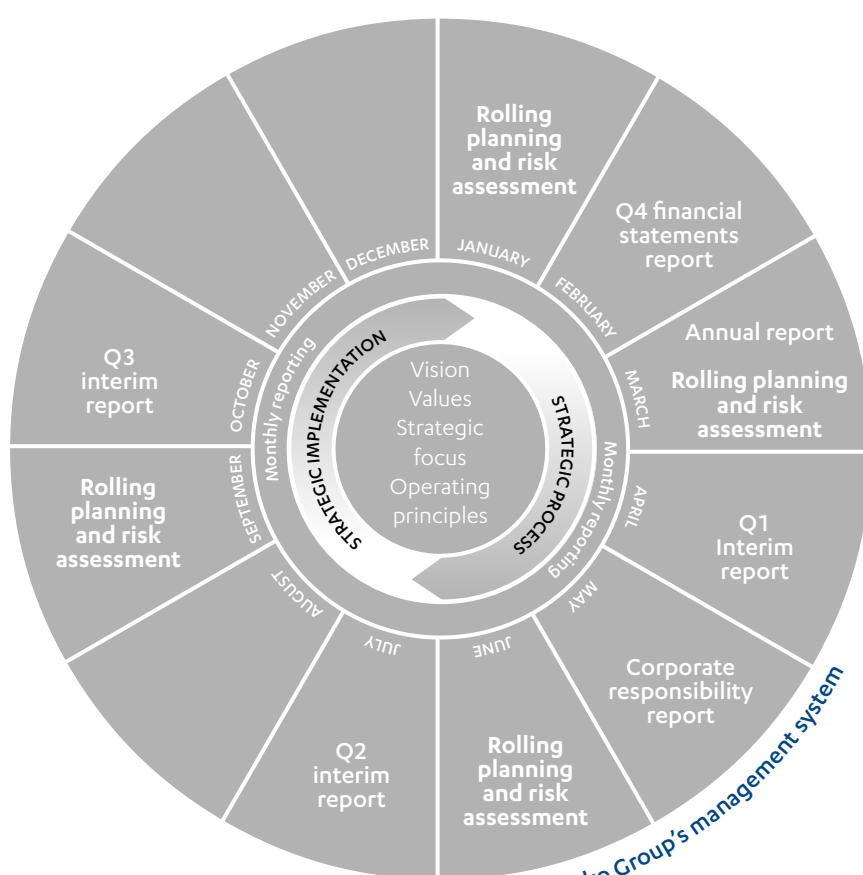 Rolling
planning
and risk
assessment
JANUARY
Q4 financial
statements
report
FEBRUARY
Annual report
Rolling planning
and risk
assessment
MARCH
Q1
Interim
report
APRIL
Corporate
responsibility
report
MAY
Rolling
planning
and risk
assessment
JUNE
Q2
interim
report
JULY
AUGUST
Rolling
planning
and risk
assessment
SEPTEMBER
Q3
interim
report
OCTOBER
NOVEMBER
DECEMBER
Monthly reporting
Monthly reporting
STRATEGIC IMPLEMENTATION
STRATEGIC PROCESS
Vision
Values
Strategic
focus
Operating
principles
Group's management system